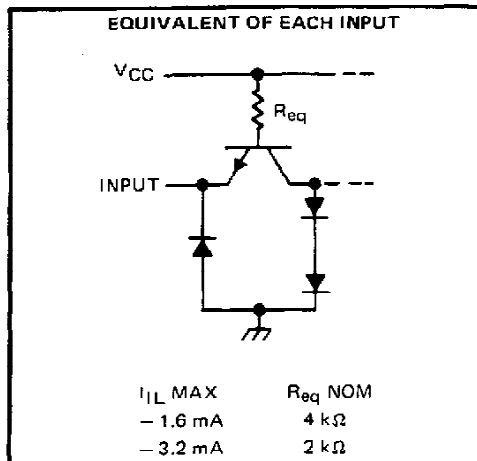 EQUIVALENT OF EACH INPUT
VCC
Req
INPUT
IIL MAX Req NOM
– 1.6 mA 4 kΩ
– 3.2 mA 2 kΩ